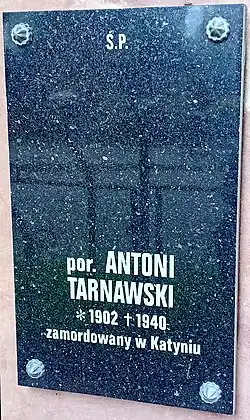 Ś.P.
por. ANTONI
TARNAWSKI
* 1902 † 1940
zamordowany w Katyniu